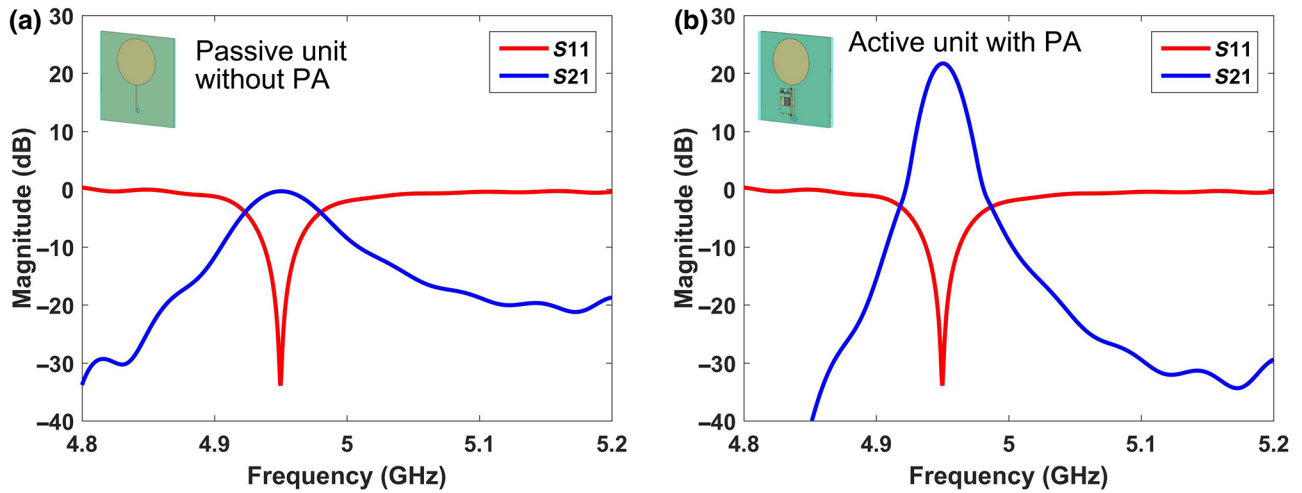 (a)
Passive unit
without PA
S11
S21
Magnitude (dB)
30
20
10
0
−10
−20
−30
−40
4.8
4.9
5
5.1
5.2
Frequency (GHz)
(b)
Active unit with PA
S11
S21
Magnitude (dB)
30
20
10
0
−10
−20
−30
−40
4.8
4.9
5
5.1
5.2
Frequency (GHz)